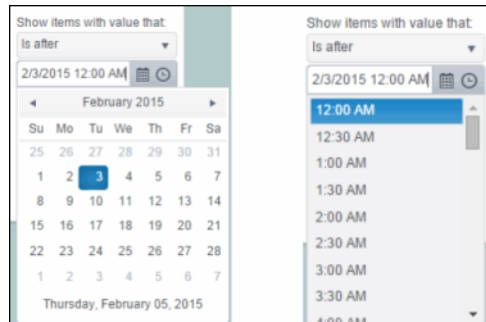 Show items with value that:
Is after
2/3/2015 12:00 AM
February 2015
Su Mo Tu We Th Fr Sa
25 26 27 28 29 30 31
1 2 3 4 5 6 7
8 9 10 11 12 13 14
15 16 17 18 19 20 21
22 23 24 25 26 27 28
1 2 3 4 5 6 7
Thursday, February 05, 2015
Show items with value that:
Is after
2/3/2015 12:00 AM
12:00 AM
12:30 AM
1:00 AM
1:30 AM
2:00 AM
2:30 AM
3:00 AM
3:30 AM
4:00 AM